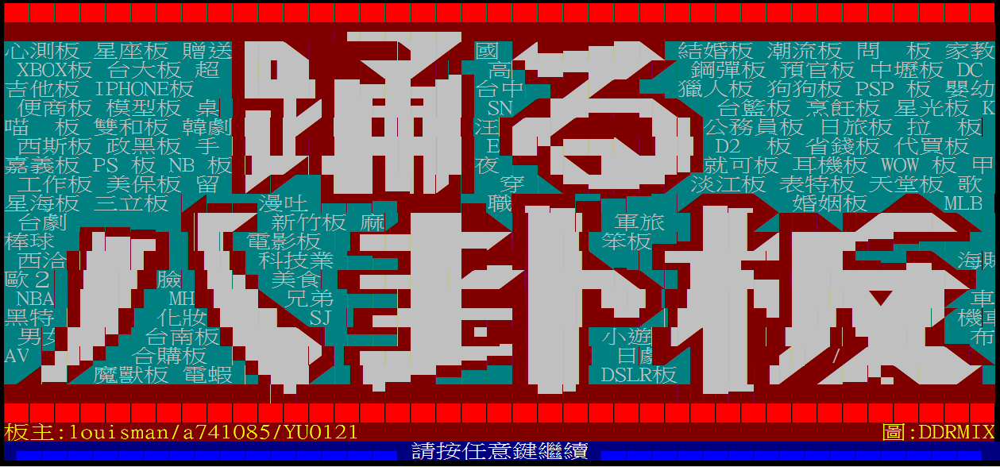 踢る
八卦板
心測板 星座板 贈送 國 結婚板 潮流板 問 板 家教
XBOX板 台大板 超 高 鋼彈板 預官板 中壢板 DC
吉他板 IPHONE板 台中 獵人板 狗狗板 PSP 板 嬰幼
便商板 模型板 桌 SN 台籃板 烹飪板 星光板 K
喵 板 雙和板 韓劇 汪 公務員板 日旅板 拉 板
西斯板 政黑板 手 E D2 板 省錢板 代買板
嘉義板 PS 板 NB 板 夜 就可板 耳機板 WOW 板 甲
工作板 美保板 留 穿 淡江板 表特板 天堂板 歌
星海板 三立板 漫吐 職 婚姻板 MLB
台劇 新竹板 麻 軍旅
棒球 電影板 笨板
西洽 科技業 海賊
歐2 臉 美食
NBA MH 兄弟 車
黑特 化妝 SJ 機車
男女 台南板 小遊 布
AV 合購板 日劇 /
魔獸板 電蝦 DSLR板
板主:louisman/a741085/YU0121 圖:DDRMIX
請按任意鍵繼續